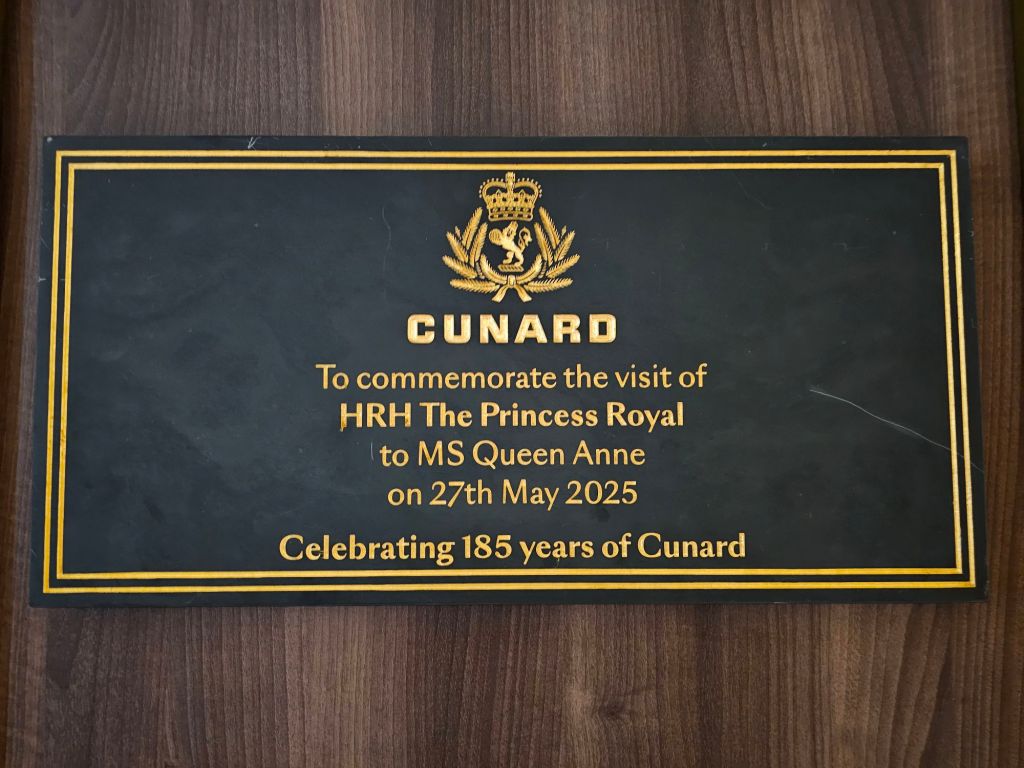 CUNARD
To commemorate the visit of
HRH The Princess Royal
to MS Queen Anne
on 27th May 2025
Celebrating 185 years of Cunard